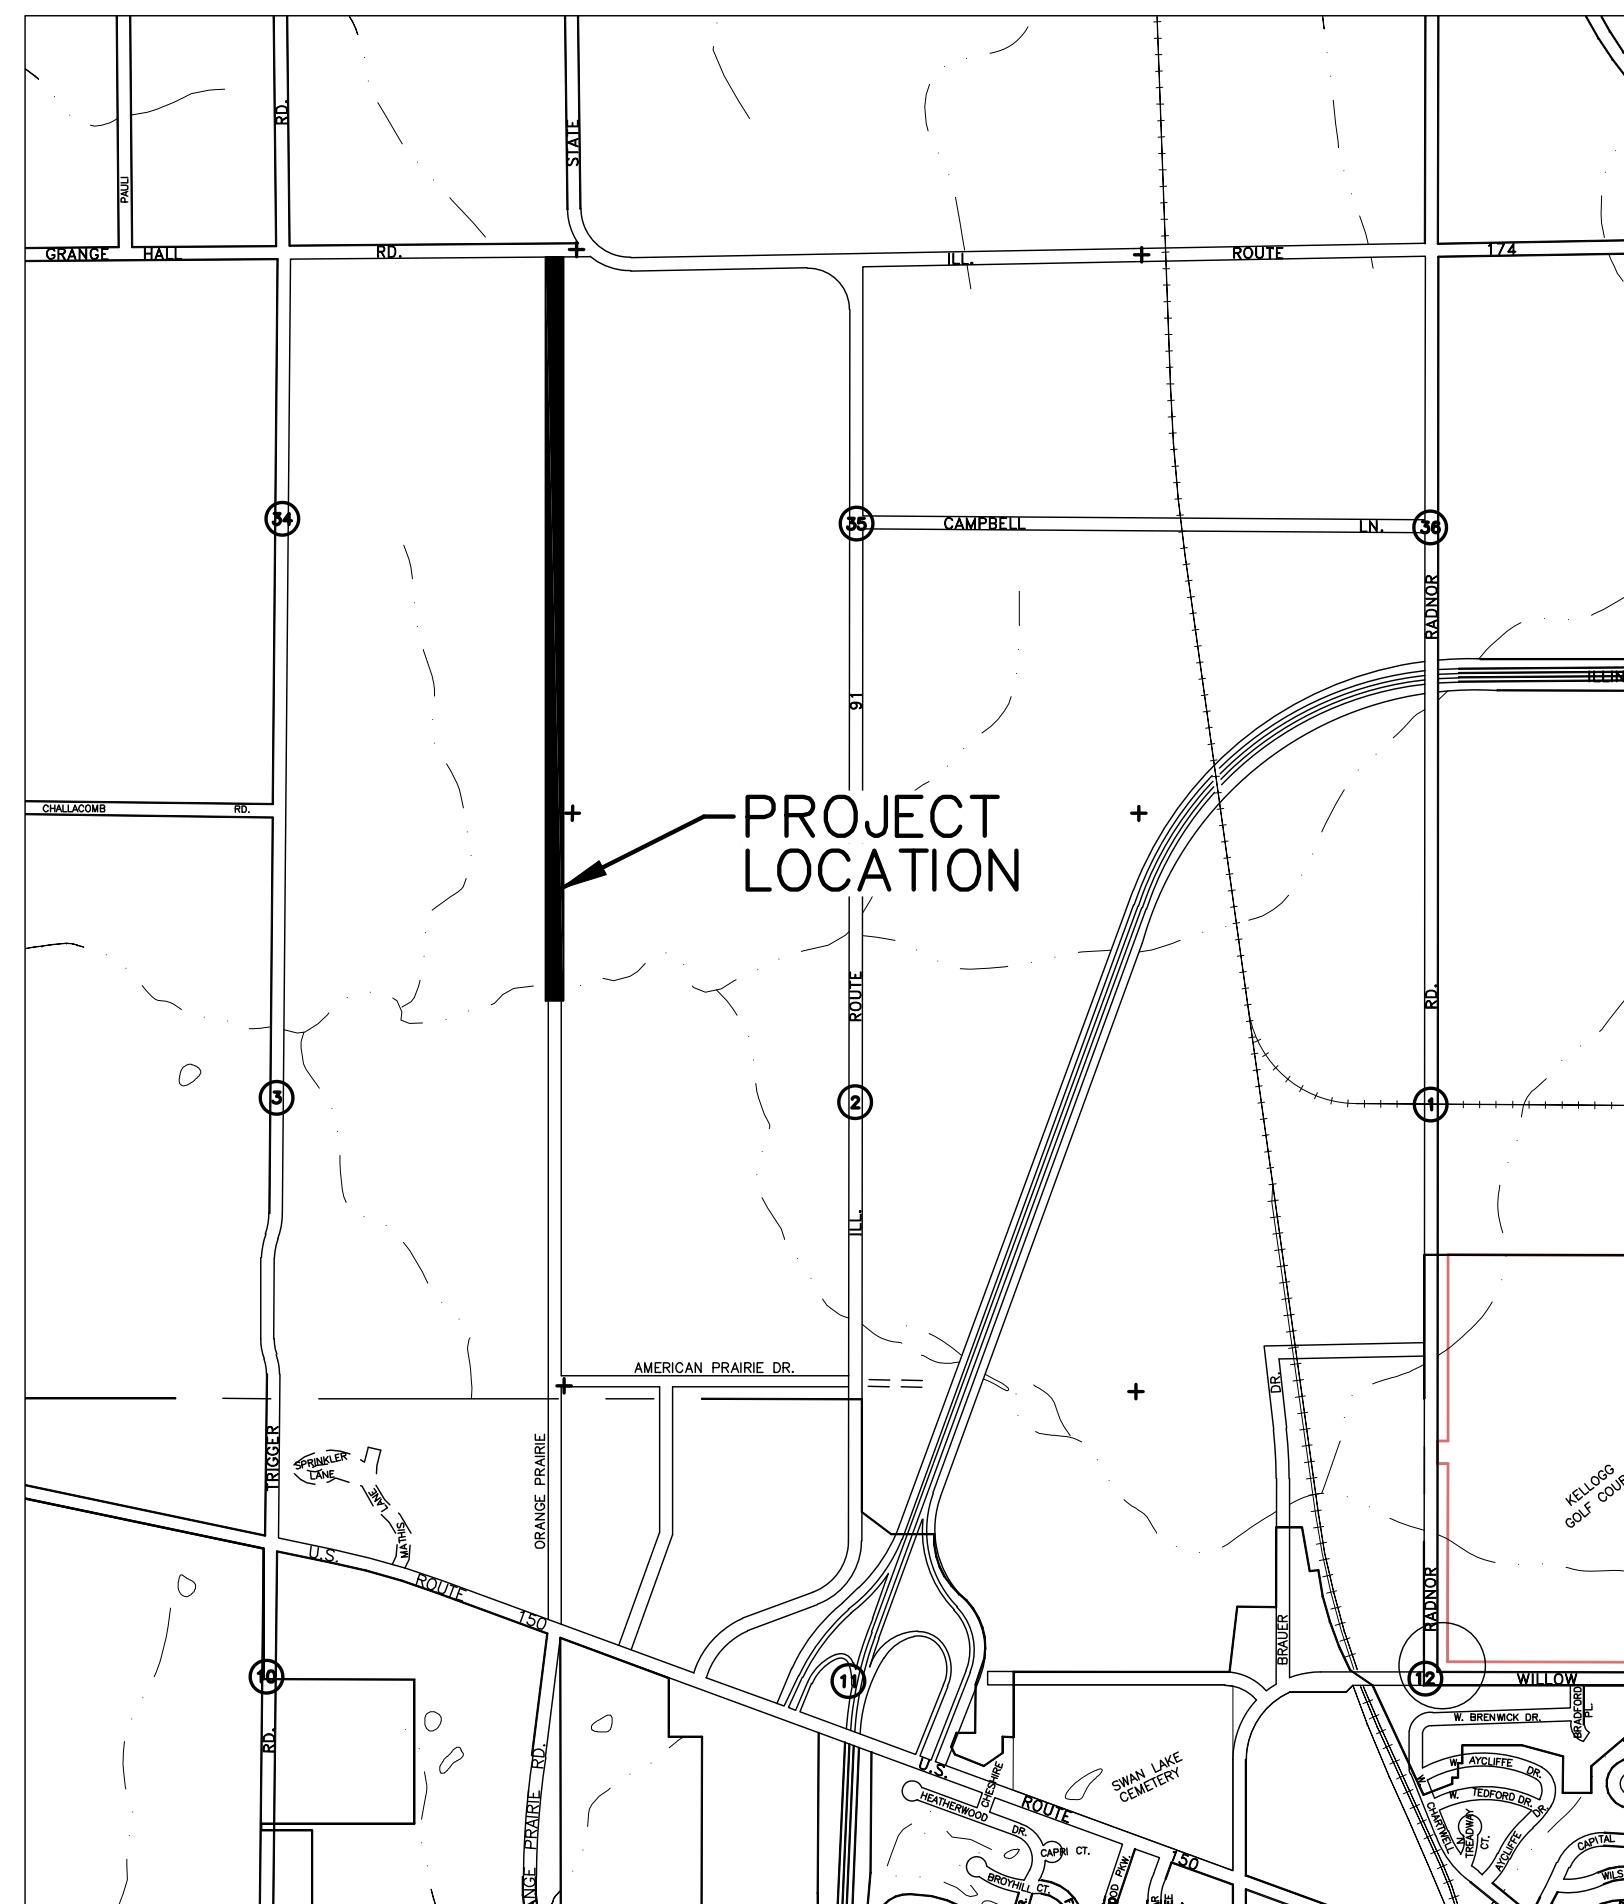 RD.
STATE
PAULI
GRANGE HALL RD.
ILL. ROUTE 174
34
35
CAMPBELL LN.
36
RADNOR
91
CHALLACOMB RD.
PROJECT
LOCATION
ROUTE
RD.
3
2
1
ILL.
AMERICAN PRAIRIE DR.
DR.
TRIGGER
SPRINKLER
LANE
LANE
MATHIS
ORANGE PRAIRIE
KELLOGG
U.S. ROUTE 150
RADNOR
BRAUER
10
11
12
WILLOW
RD.
W. BRENWICK DR.
BRADFORD
PL.
W. AYCLIFFE DR.
W. TEDFORD DR.
SWAN LAKE
CEMETERY
U.S. ROUTE 150
CHESHIRE
HEATHERWOOD DR.
W. CHARTWELL
N.
TREADWAY
CT.
AYCLIFFE DR.
CAPITAL
CAPRI CT.
BROYHILL CT.
PRAIRIE RD.